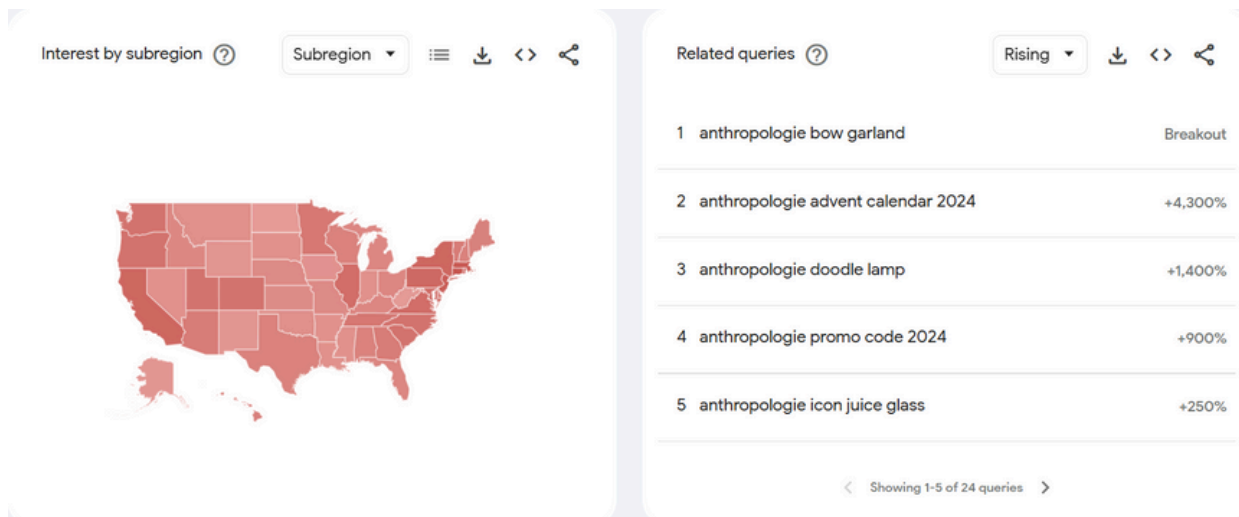 Interest by subregion
Subregion
Related queries
Rising
1 anthropologie bow garland Breakout
2 anthropologie advent calendar 2024 +4,300%
3 anthropologie doodle lamp +1,400%
4 anthropologie promo code 2024 +900%
5 anthropologie icon juice glass +250%
Showing 1-5 of 24 queries